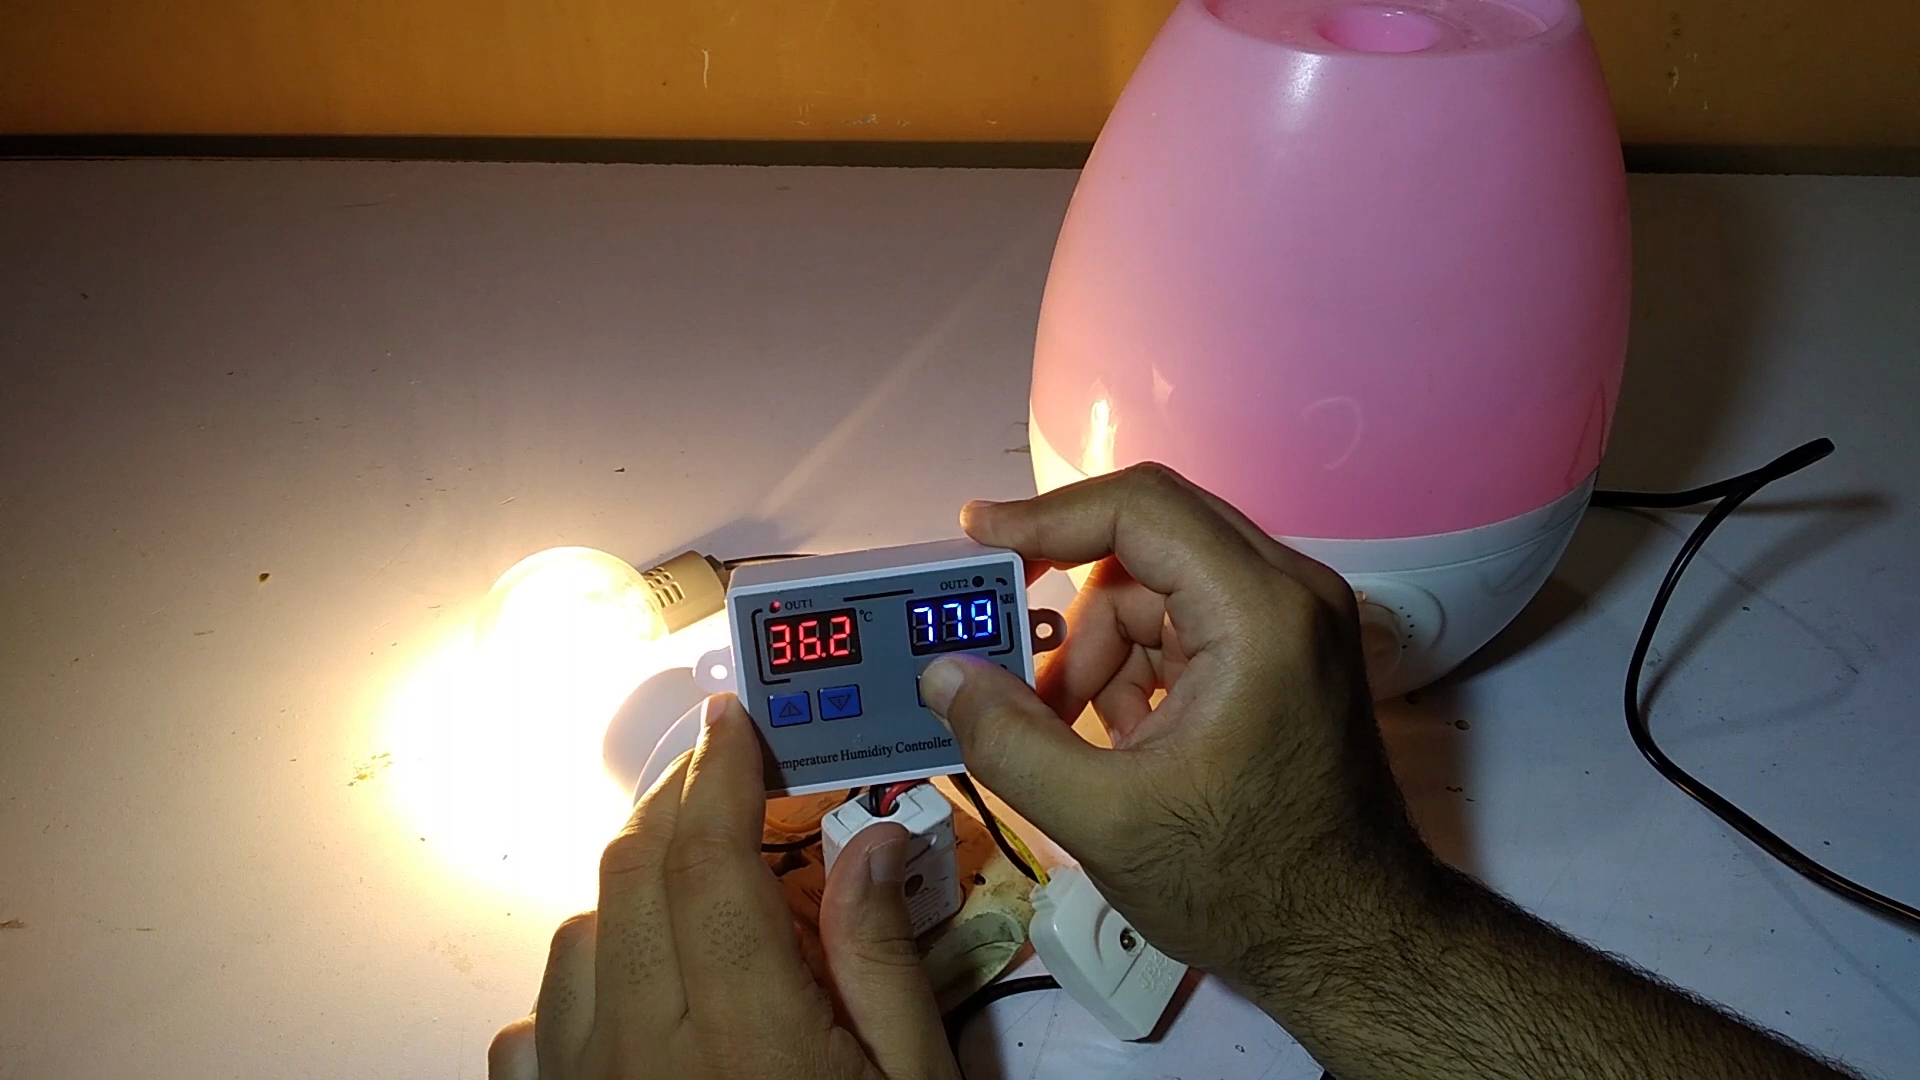 OUT1
OUT2
36.2
°C
77.9
emperature Humidity Controller